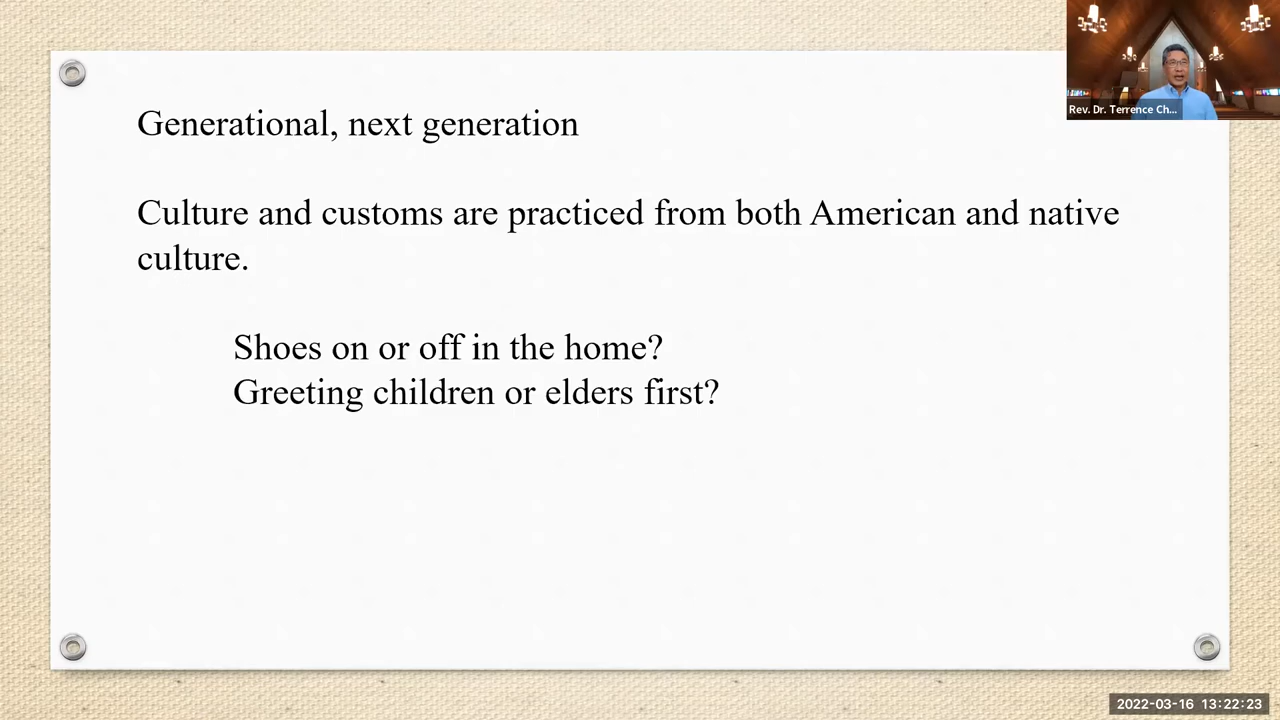 Generational, next generation
Culture and customs are practiced from both American and native
culture.
Shoes on or off in the home?
Greeting children or elders first?
Rev. Dr. Terrence Ch...
2022-03-16 13:22:23